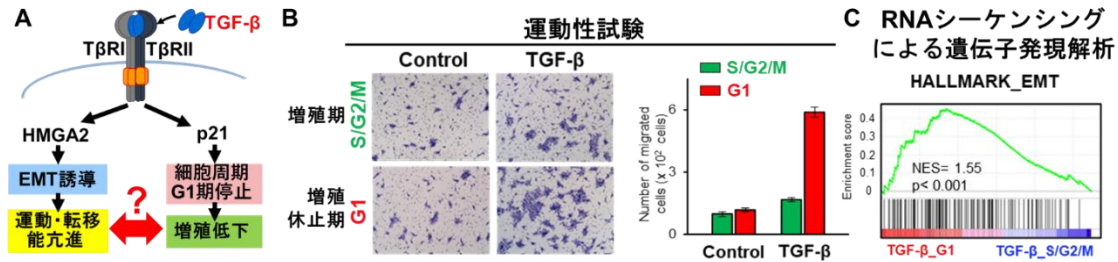 A
TGF-β
TβRI
TβRII
HMGA2
p21
EMT誘導
細胞周期
G1期停止
運動・転移
能亢進
?
増殖低下
B
運動性試験
Control
TGF-β
増殖期
S/G2/M
増殖
休止期
G1
S/G2/M
G1
Number of migrated
cells (x 10² cells)
6
3
0
Control
TGF-β
C
RNAシーケンシング
による遺伝子発現解析
HALLMARK_EMT
Enrichment score
0.4
0.3
0.2
0.1
0
NES= 1.55
p< 0.001
TGF-β_G1
TGF-β_S/G2/M